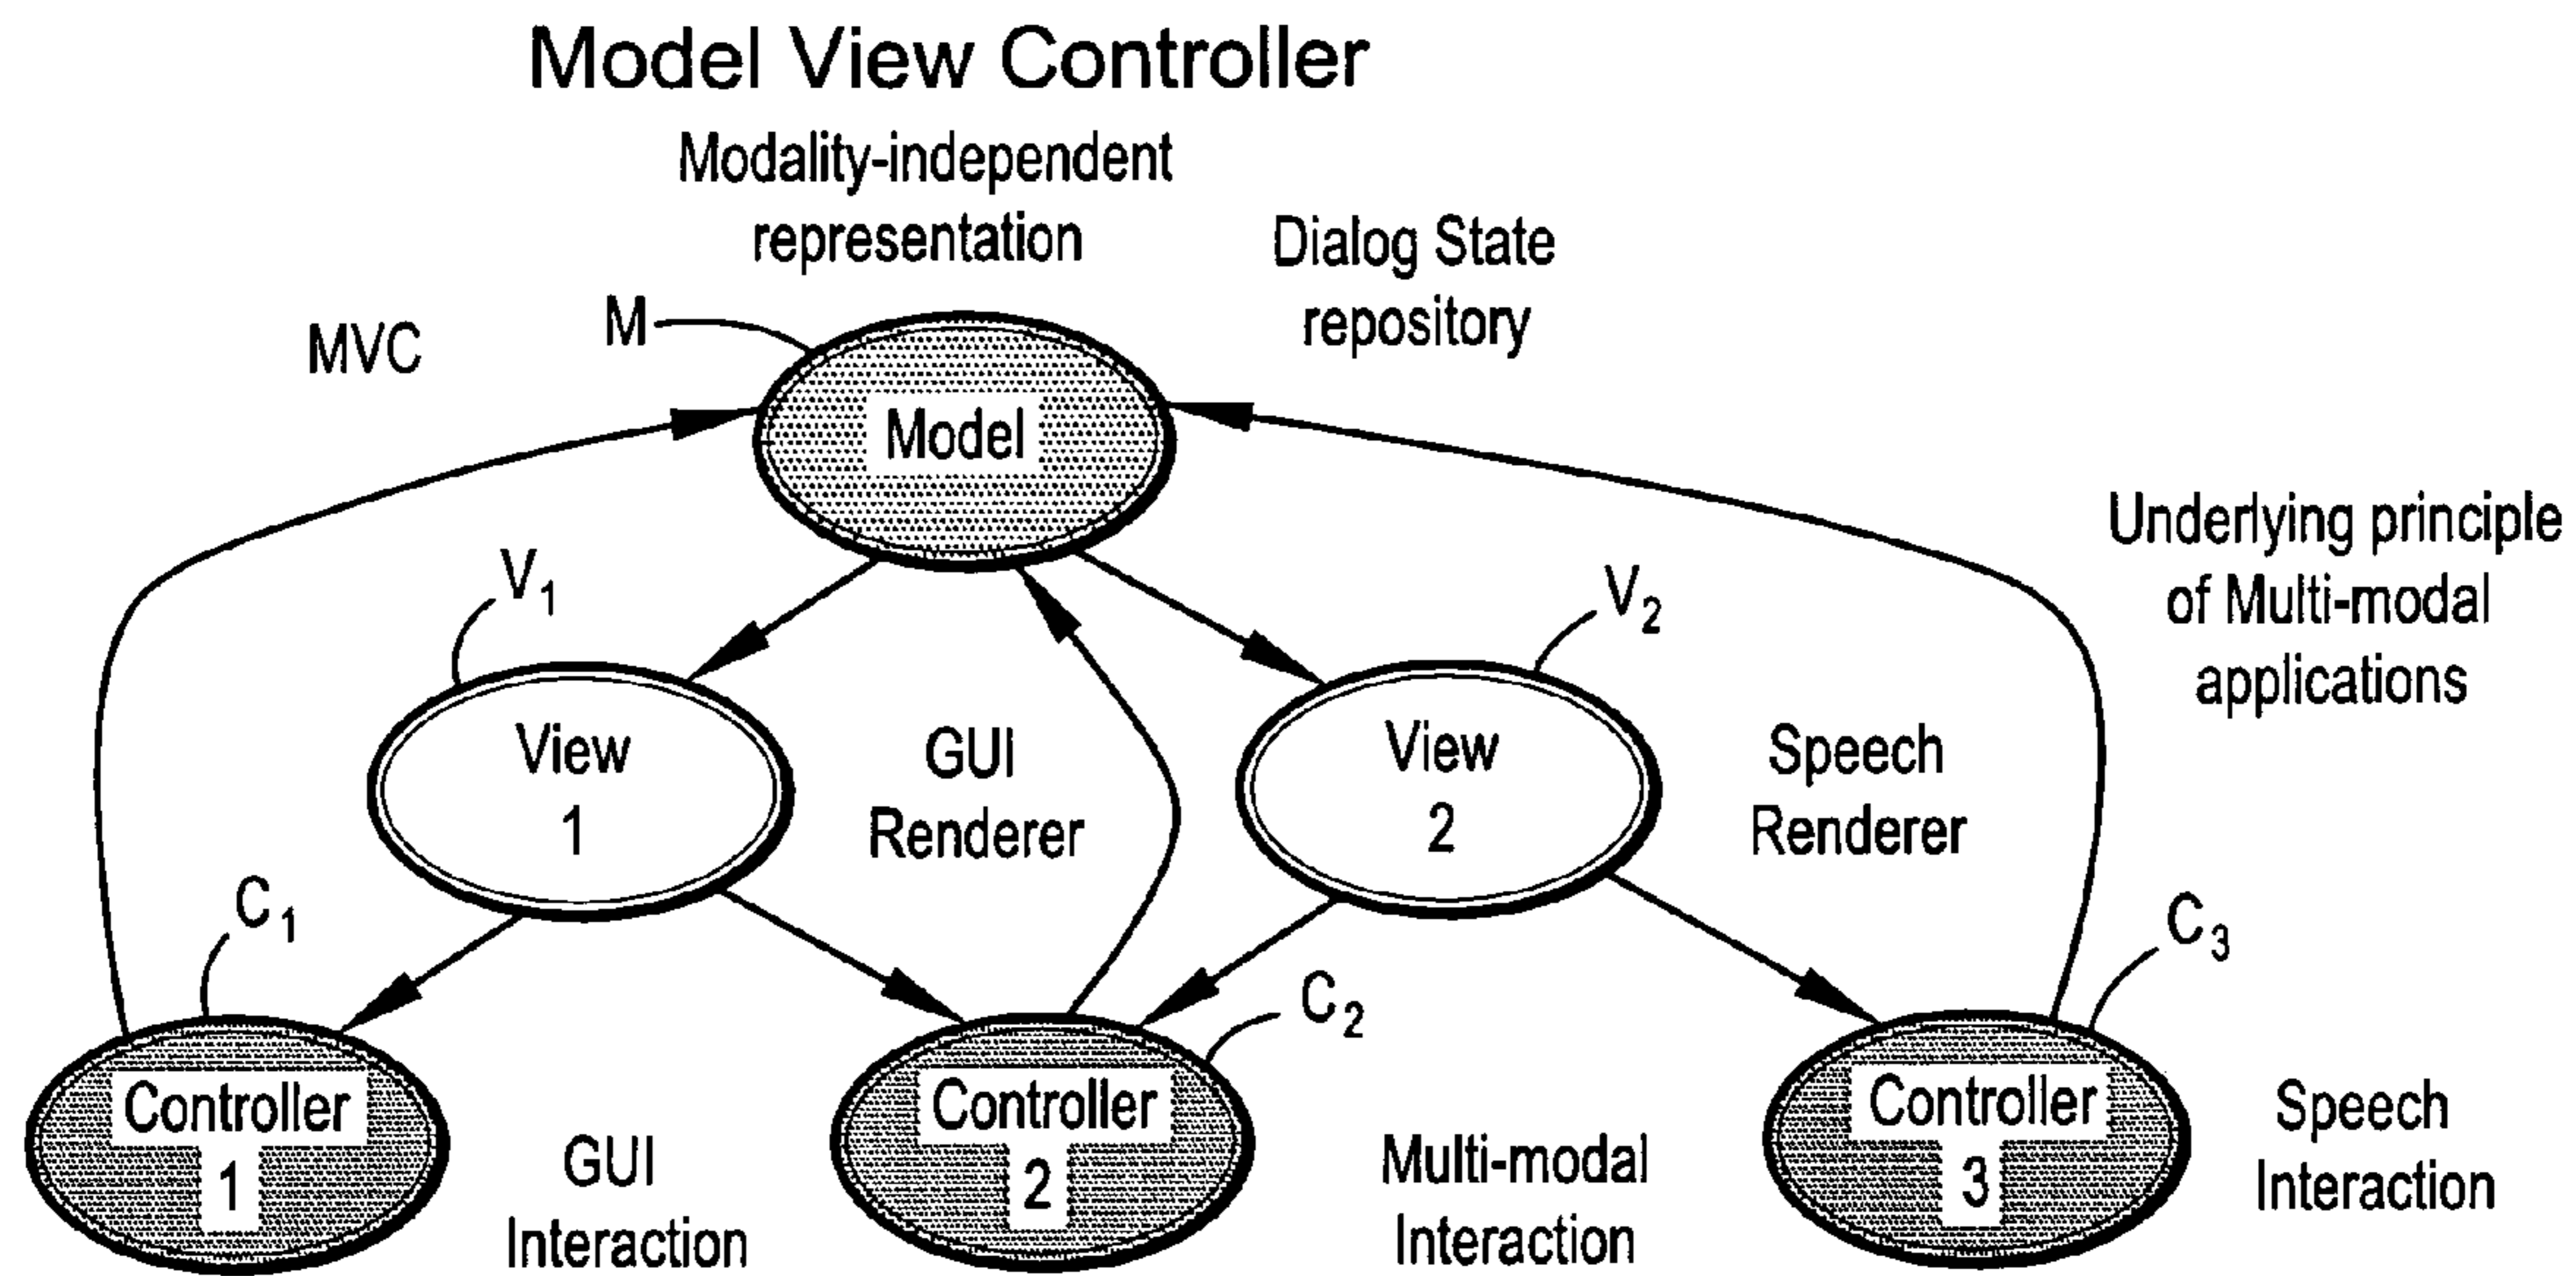 Model View Controller
Modality-independent
representation
Dialog State
repository
MVC
M
Model
Underlying principle
of Multi-modal
applications
V1
V2
View
1
GUI
Renderer
View
2
Speech
Renderer
C1
C2
C3
Controller
1
GUI
Interaction
Controller
2
Multi-modal
Interaction
Controller
3
Speech
Interaction